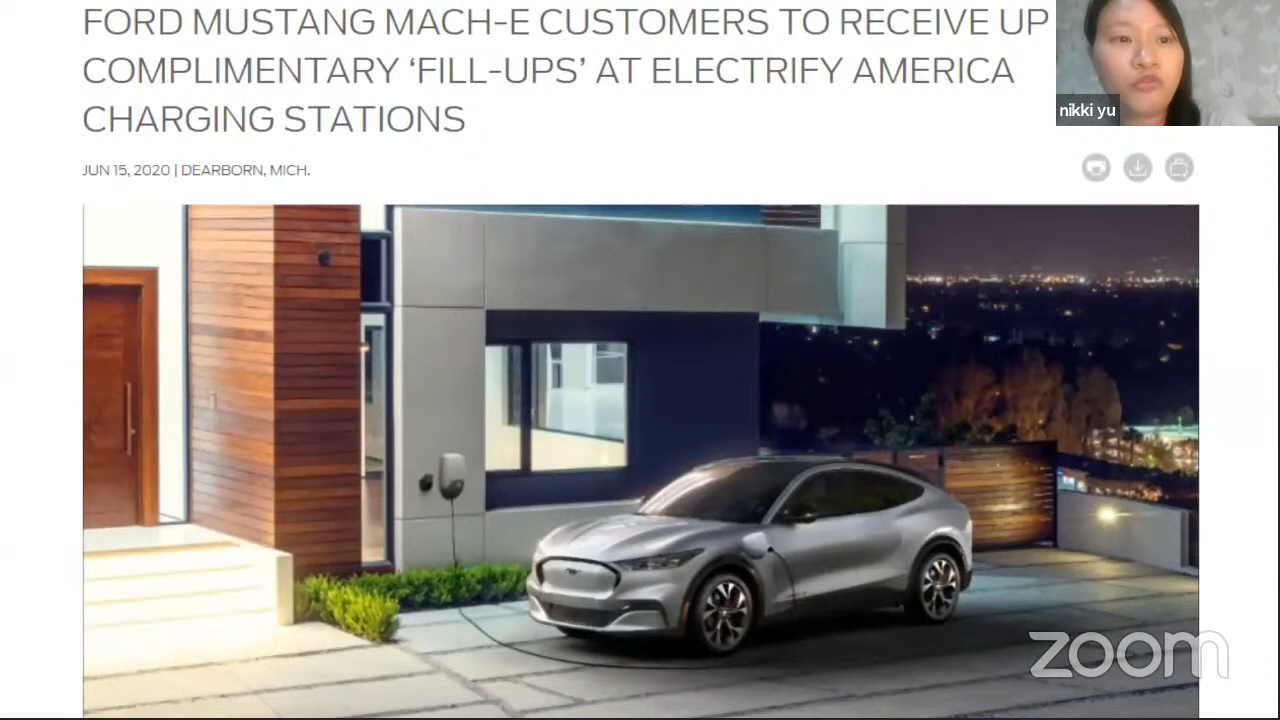 FORD MUSTANG MACH-E CUSTOMERS TO RECEIVE UP
COMPLIMENTARY ‘FILL-UPS’ AT ELECTRIFY AMERICA
CHARGING STATIONS
JUN 15, 2020 | DEARBORN, MICH.
nikki yu
zoom